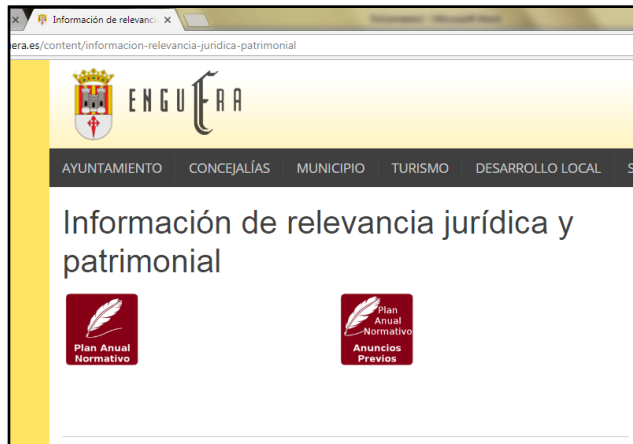 Información de relevanci
era.es/content/informacion-relevancia-juridica-patrimonial
ENGUERA
AYUNTAMIENTO CONCEJALÍAS MUNICIPIO TURISMO DESARROLLO LOCAL S
Información de relevancia jurídica y
patrimonial
Plan Anual
Normativo
Plan
Anual
Normativo
Anuncios
Previos